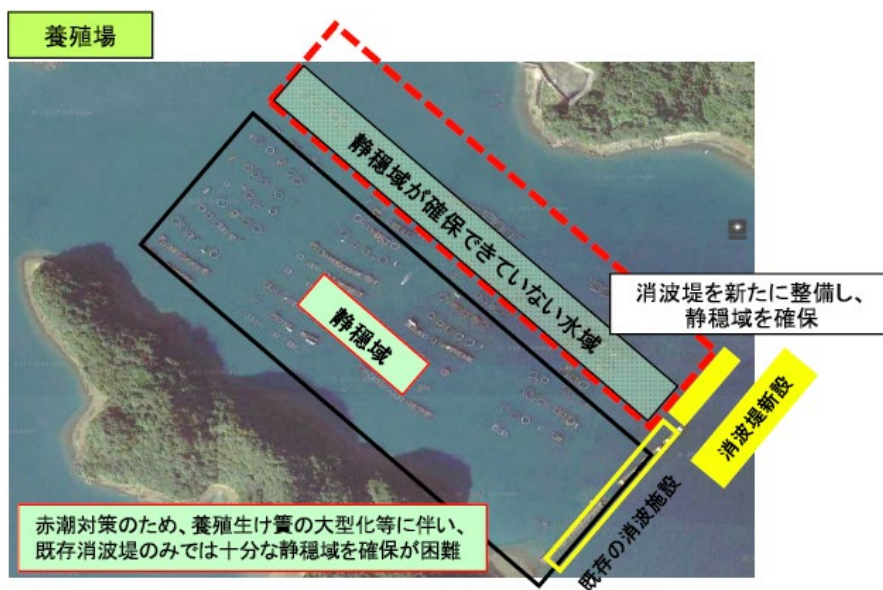 養殖場
静穏域が確保できていない水域
消波堤を新たに整備し、
静穏域を確保
静穏域
消波堤新設
既存の消波施設
赤潮対策のため、養殖生け簀の大型化等に伴い、
既存消波堤のみでは十分な静穏域を確保が困難